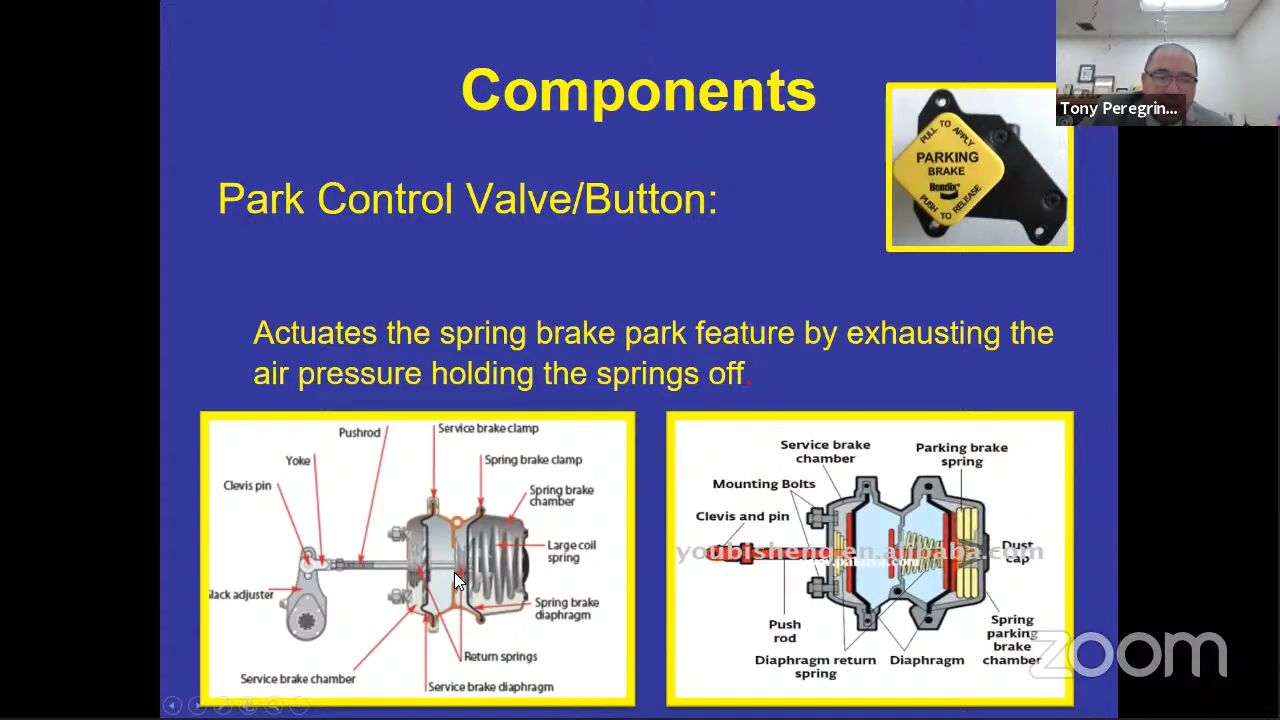 Components
Tony Peregrin...
PULL TO APPLY
PARKING
BRAKE
Bendix
PUSH TO RELEASE
Park Control Valve/Button:
Actuates the spring brake park feature by exhausting the
air pressure holding the springs off.
Pushrod
Service brake clamp
Yoke
Spring brake clamp
Clevis pin
Spring brake
chamber
Large coil
spring
Slack adjuster
Spring brake
diaphragm
Return springs
Service brake chamber
Service brake diaphragm
Service brake
chamber
Parking brake
spring
Mounting Bolts
Clevis and pin
youbisheng.en.alibaba.com
Dust
cap
Push
rod
Spring
parking
brake
chamber
Diaphragm return
spring
Diaphragm
zoom